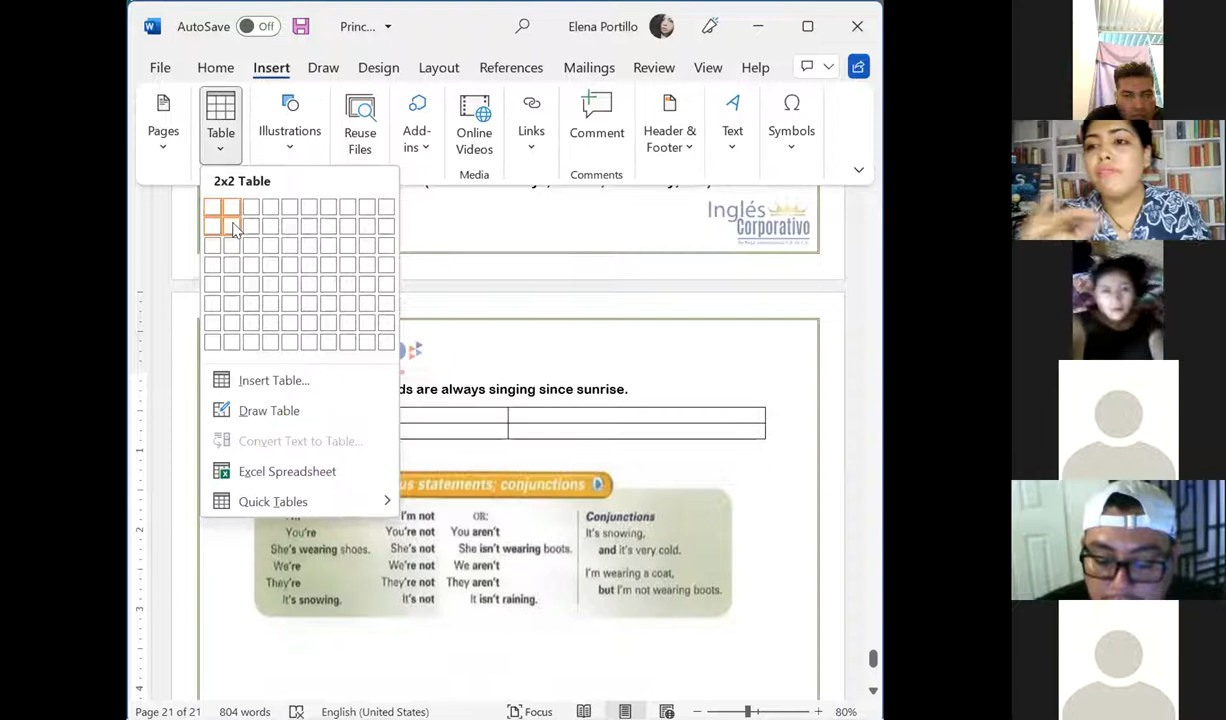 AutoSave Off Princ... Elena Portillo
File Home Insert Draw Design Layout References Mailings Review View Help
Pages Table Illustrations Reuse Files Add-ins Online Videos Links Comment Header & Footer Text Symbols
Media Comments
2x2 Table
Inglés
Corporativo
Insert Table...
Draw Table
Convert Text to Table...
Excel Spreadsheet
Quick Tables
ds are always singing since sunrise.
us statements; conjunctions
I'm not OR: Conjunctions
You're You're not You aren't It's snowing,
She's wearing shoes. She's not She isn't wearing boots. and it's very cold.
We're We're not We aren't I'm wearing a coat,
They're They're not They aren't but I'm not wearing boots.
It's snowing. It's not It isn't raining.
1
2
3
4
Page 21 of 21 804 words English (United States) Focus 80%